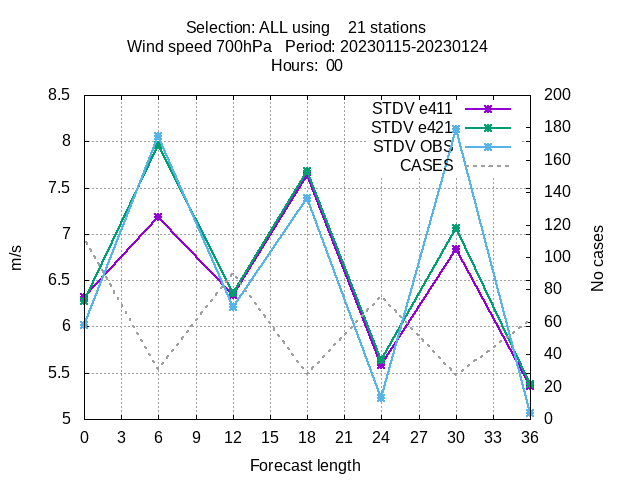 Selection: ALL using    21 stations
Wind speed 700hPa   Period: 20230115-20230124
Hours:  00
8.5
8
7.5
7
6.5
6
5.5
5
m/s
STDV e411
STDV e421
STDV OBS
CASES
200
180
160
140
120
100
80
60
40
20
0
No cases
0 3 6 9 12 15 18 21 24 27 30 33 36
Forecast length